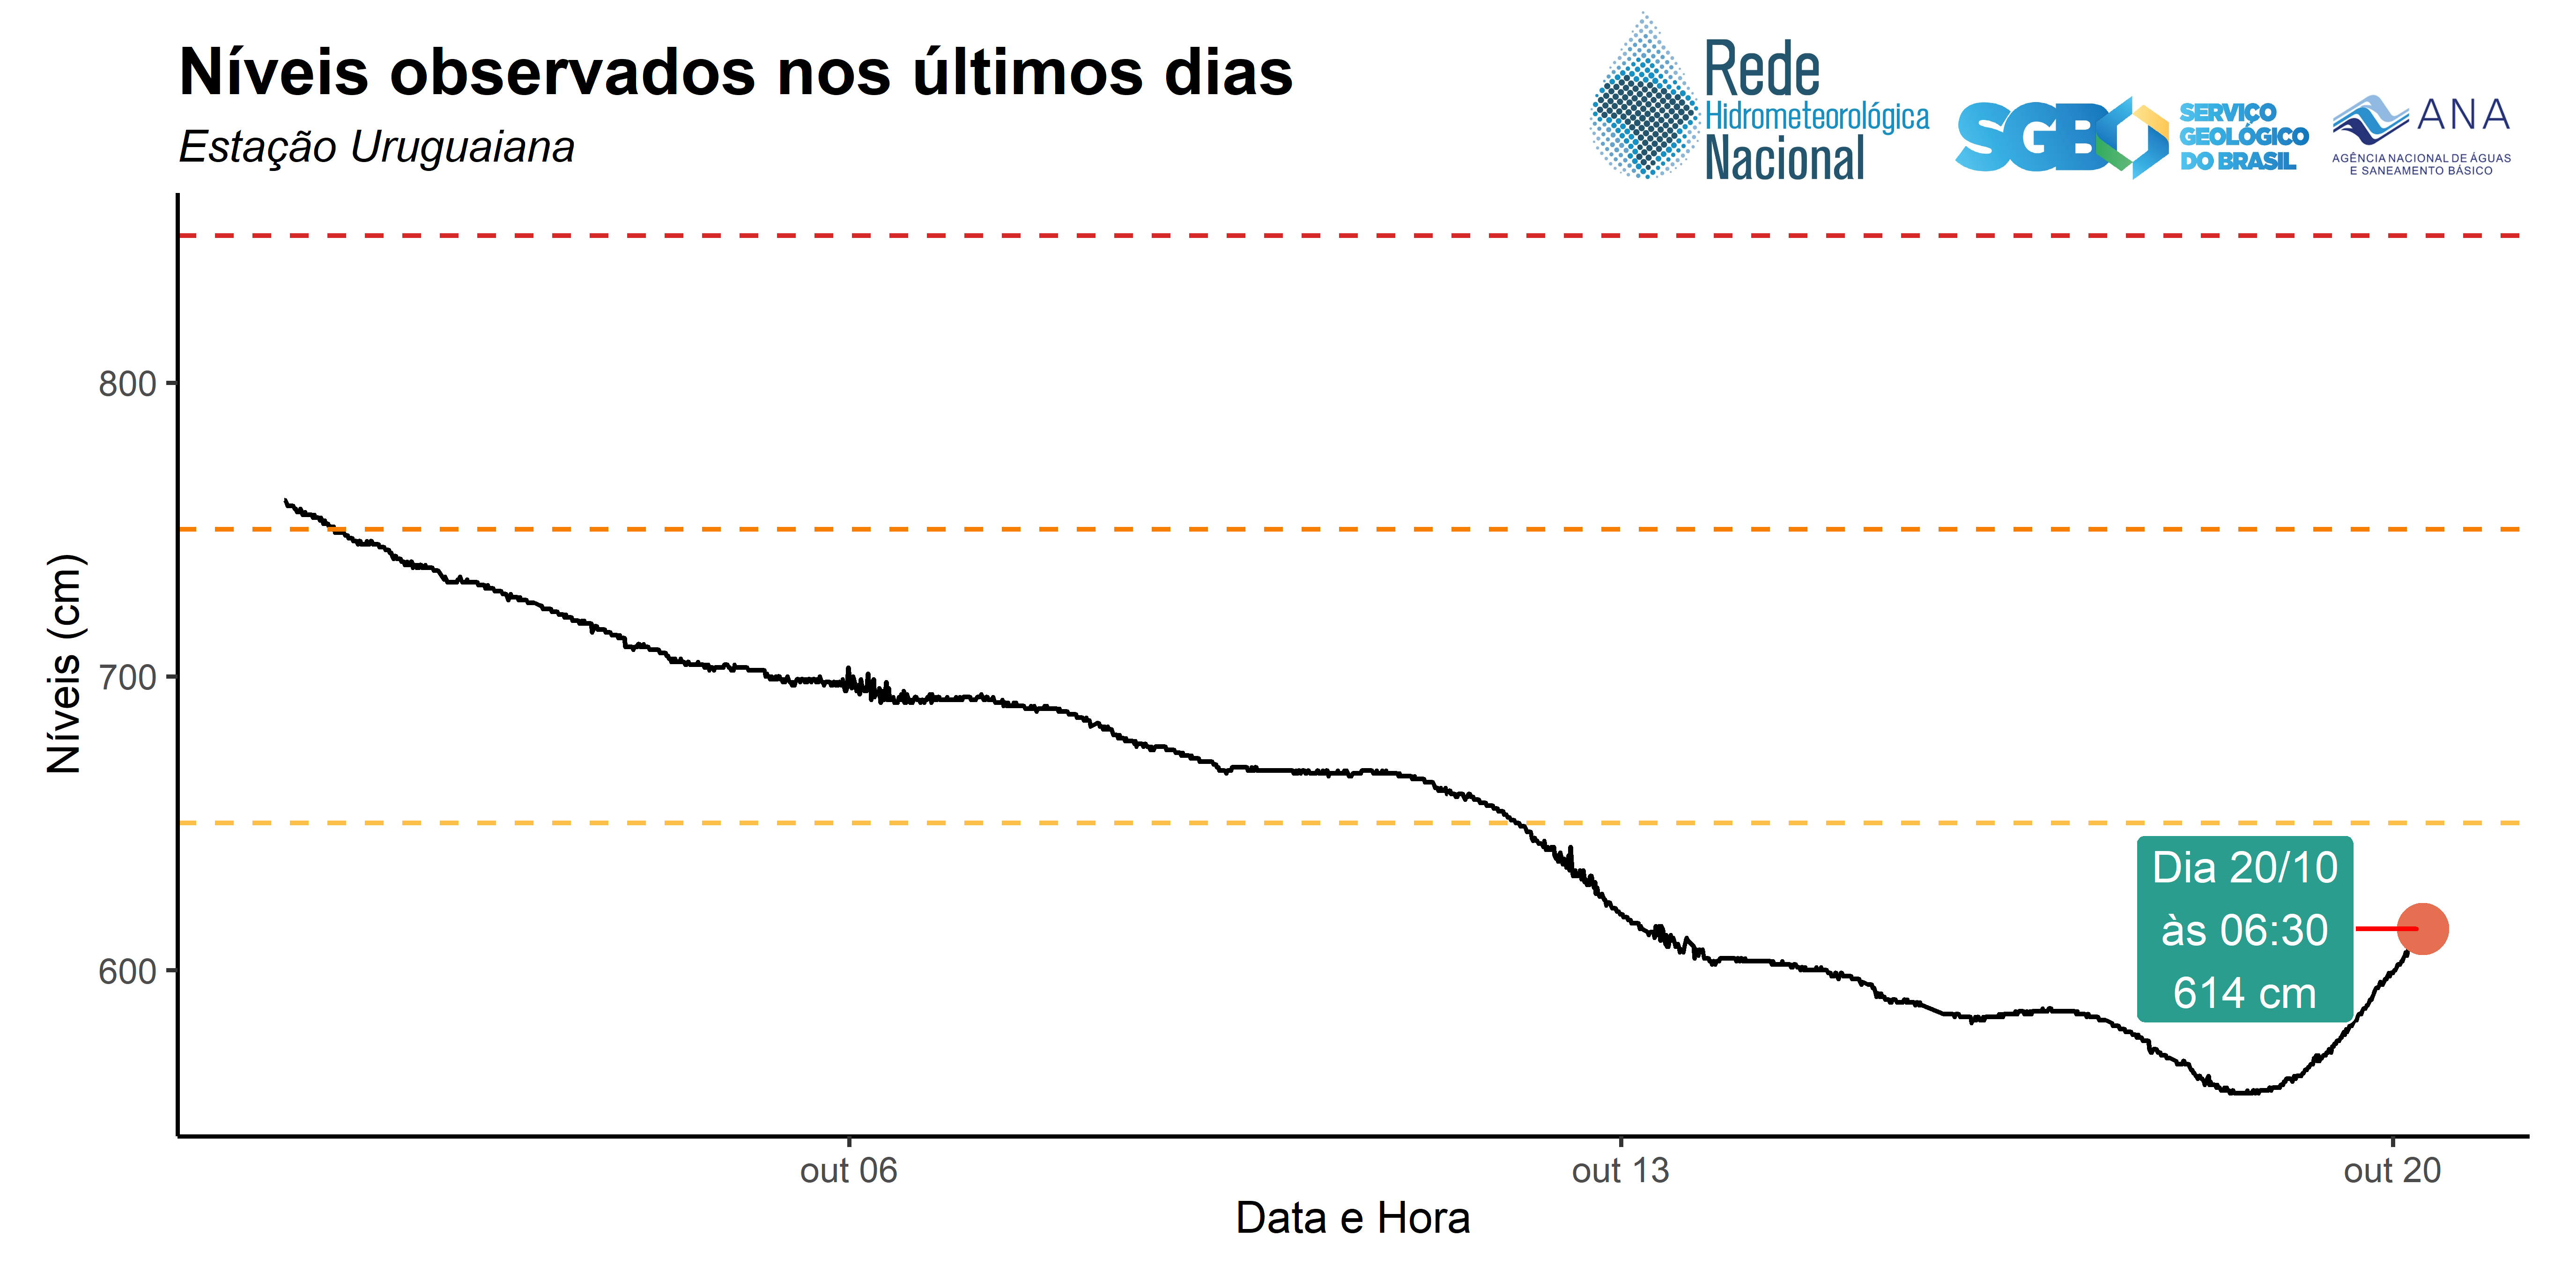 Níveis observados nos últimos dias
Estação Uruguaiana
Rede
Hidrometeorológica
Nacional
SGB
SERVIÇO
GEOLÓGICO
DO BRASIL
ANA
AGÊNCIA NACIONAL DE ÁGUAS
E SANEAMENTO BÁSICO
Níveis (cm)
800
700
600
Dia 20/10
às 06:30
614 cm
out 06
out 13
out 20
Data e Hora